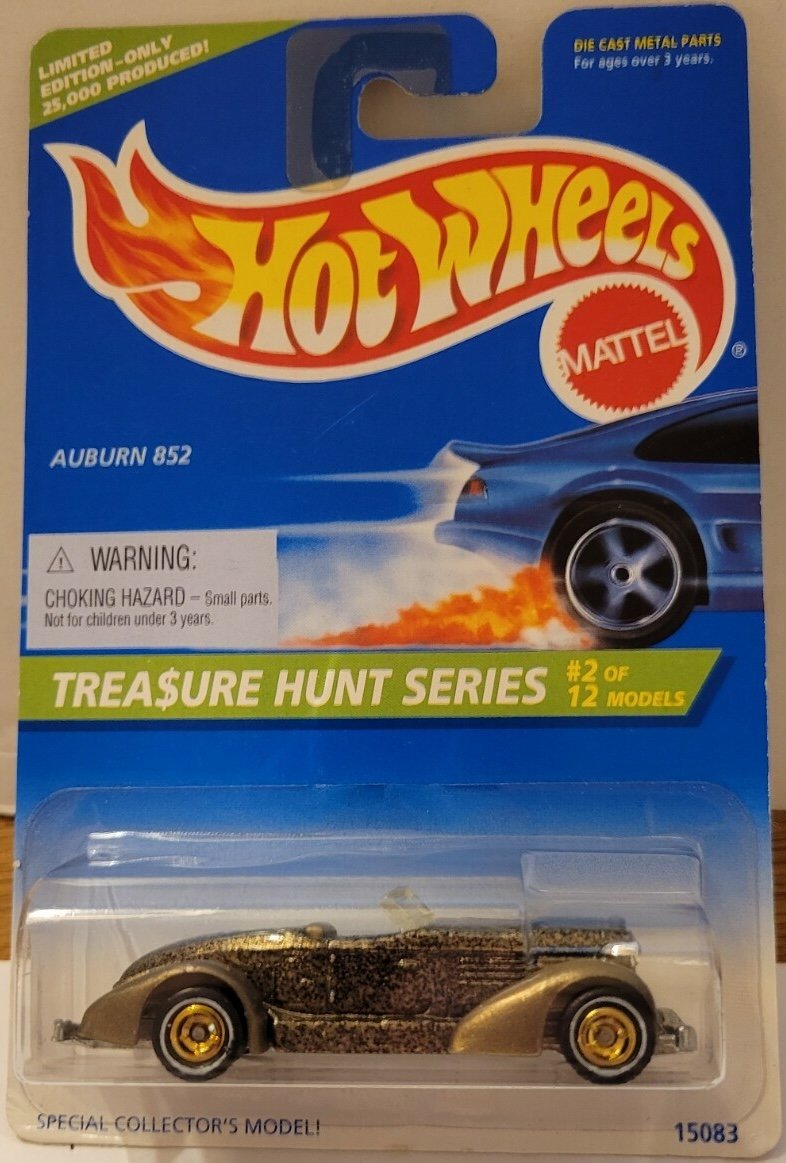 LIMITED
EDITION-ONLY
25,000 PRODUCED!
DIE CAST METAL PARTS
For ages over 3 years.
HOT WHEELS
MATTEL
®
AUBURN 852
WARNING:
CHOKING HAZARD – Small parts.
Not for children under 3 years.
TREA$URE HUNT SERIES
#2 OF
12 MODELS
SPECIAL COLLECTOR'S MODEL!
15083